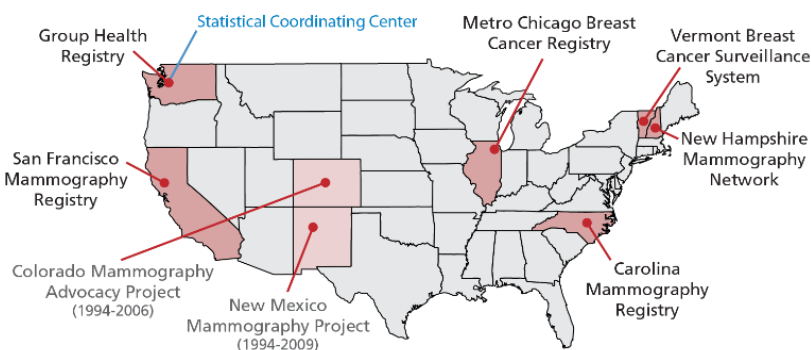 Group Health
Registry
Statistical Coordinating Center
Metro Chicago Breast
Cancer Registry
Vermont Breast
Cancer Surveillance
System
New Hampshire
Mammography
Network
San Francisco
Mammography
Registry
Colorado Mammography
Advocacy Project
(1994-2006)
New Mexico
Mammography Project
(1994-2009)
Carolina
Mammography
Registry